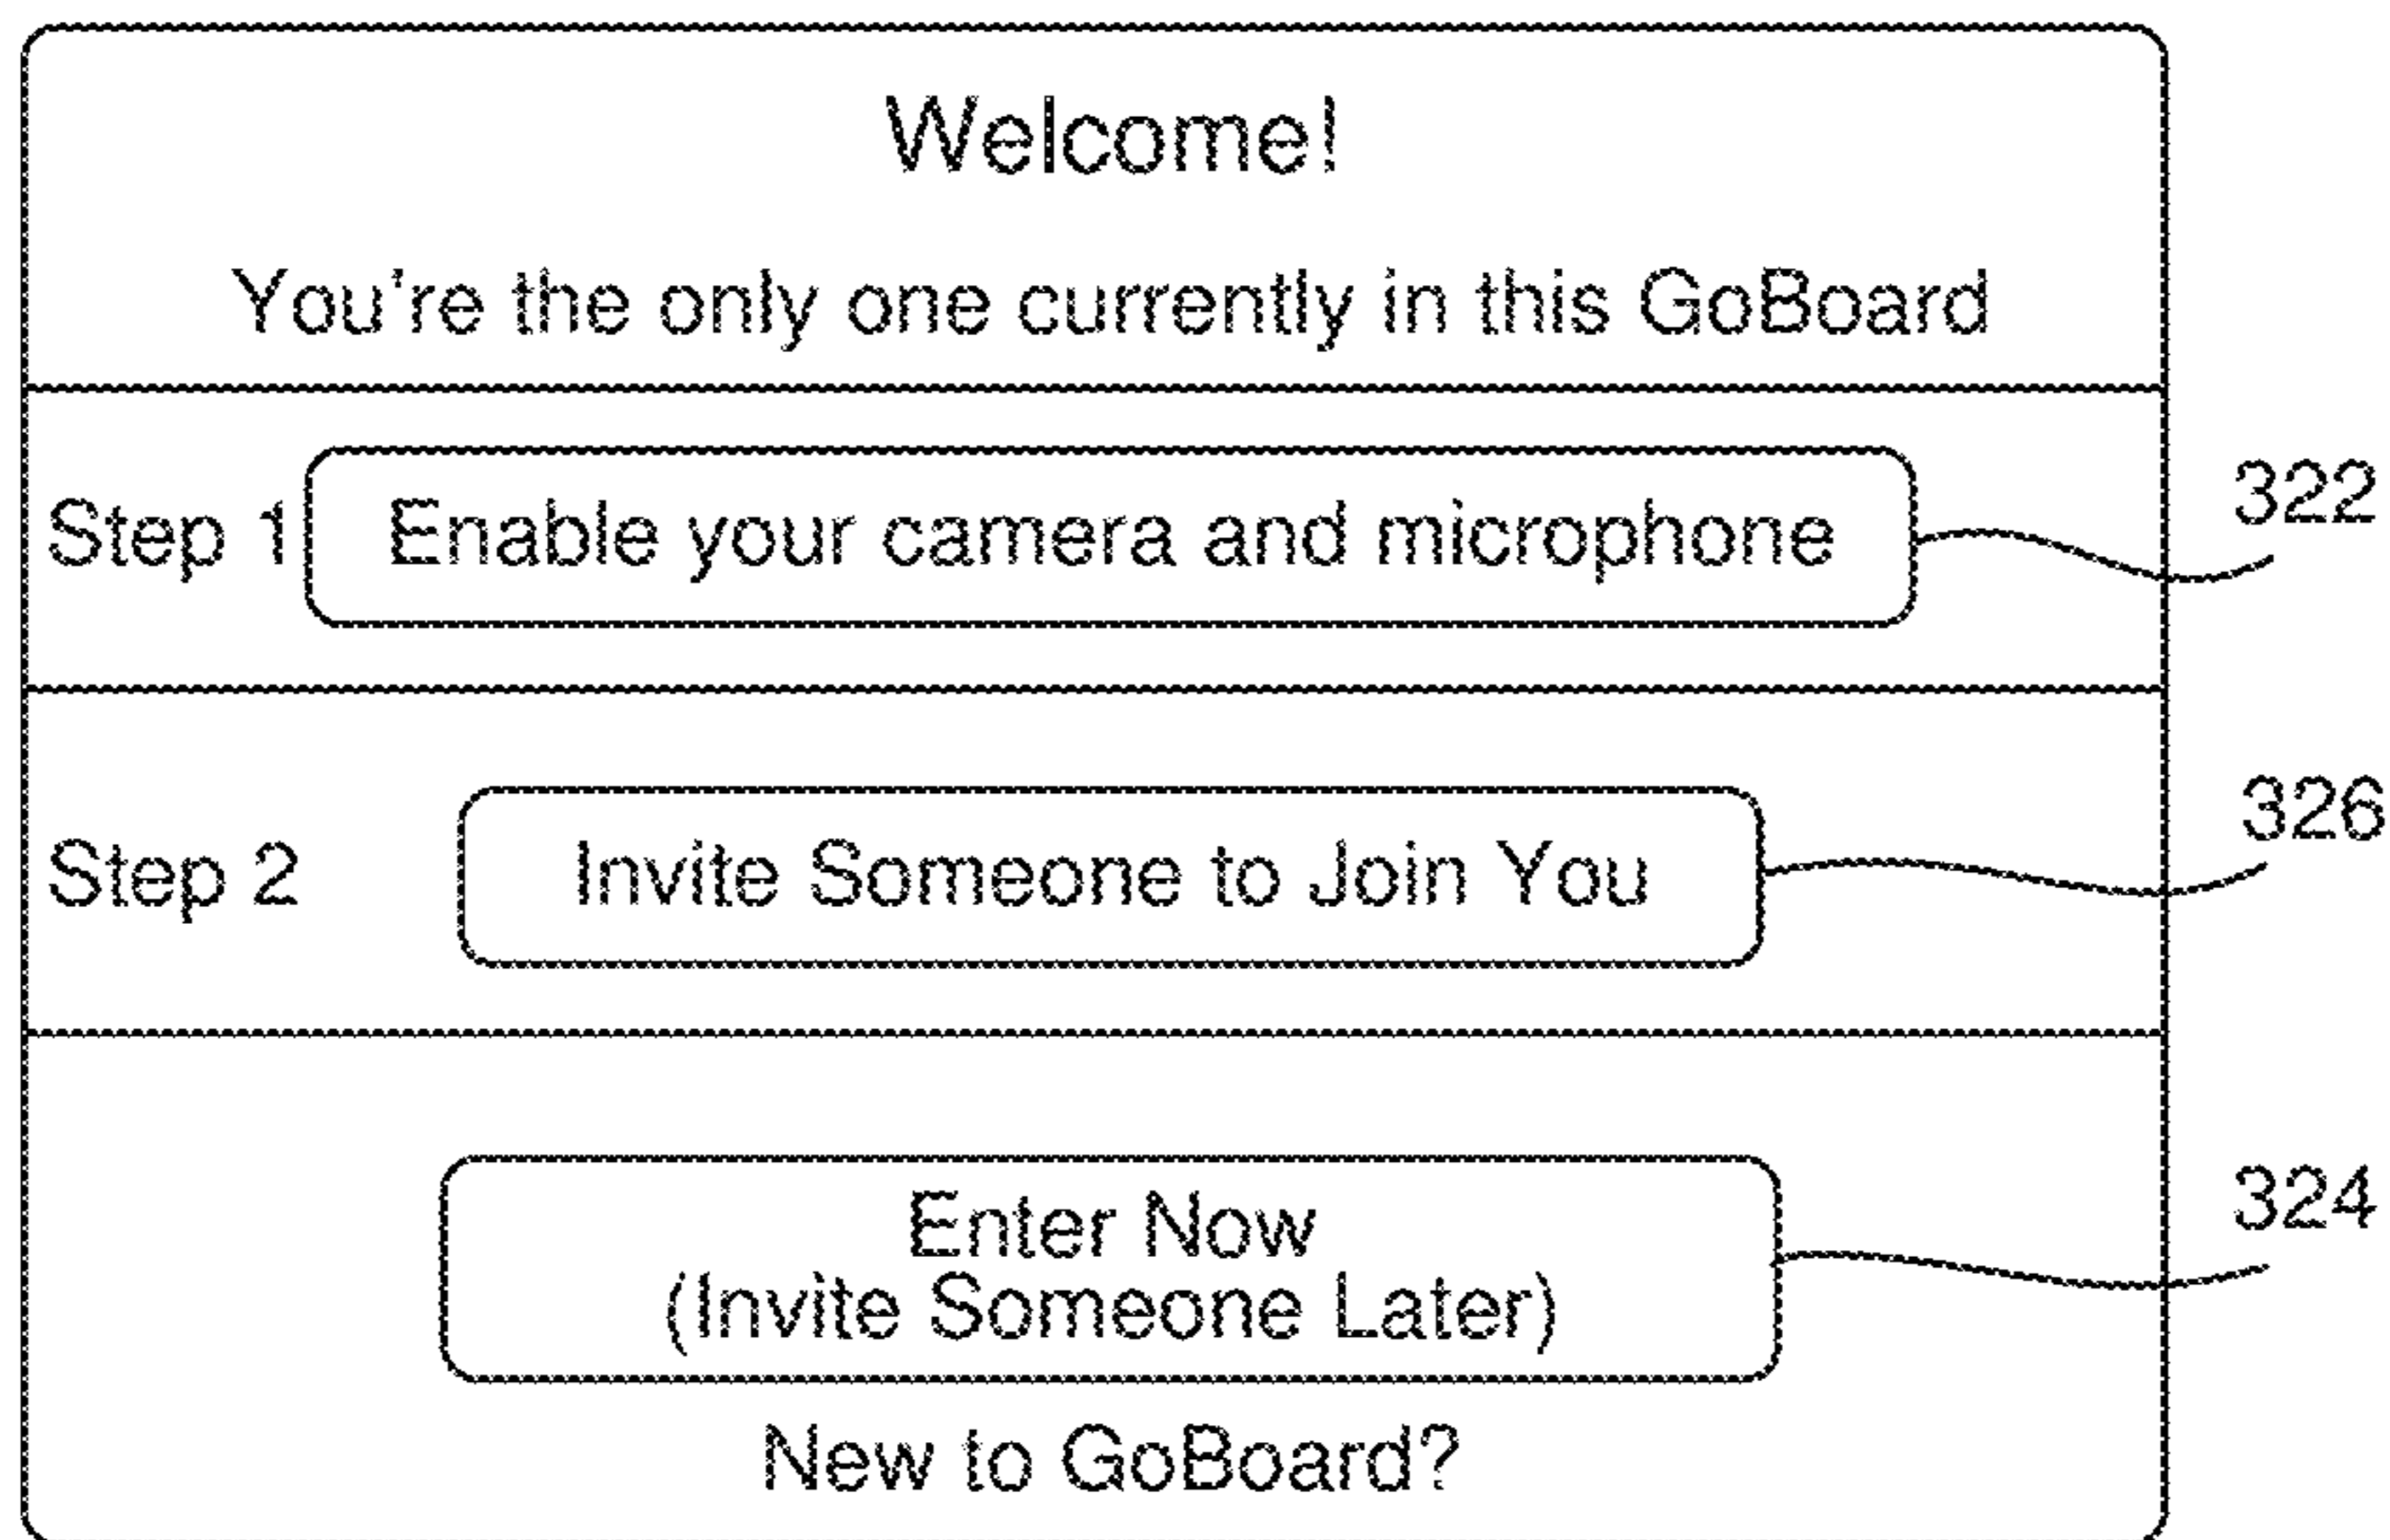 Welcome!
You're the only one currently in this GoBoard
Step 1 Enable your camera and microphone 322
Step 2 Invite Someone to Join You 326
Enter Now
(Invite Someone Later)
324
New to GoBoard?